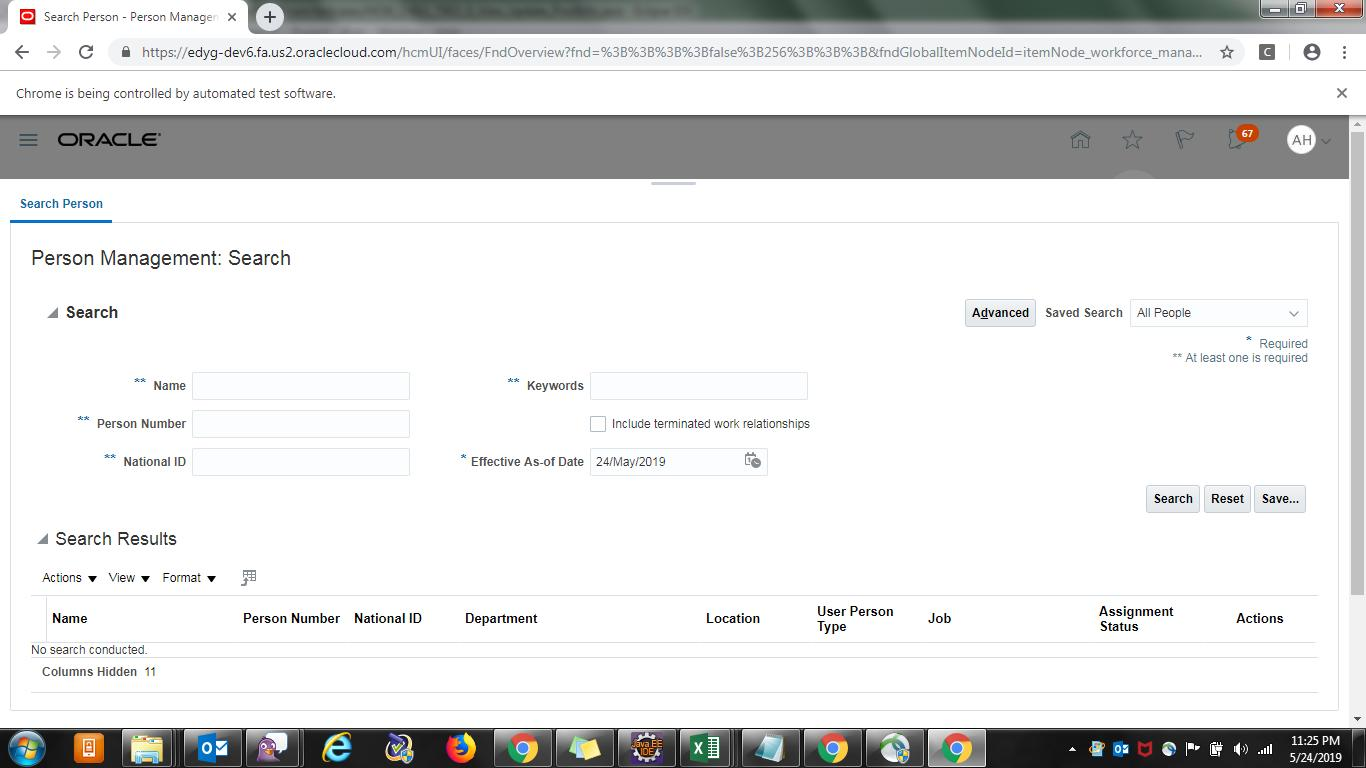 Search Person - Person Managen
https://edyg-dev6.fa.us2.oraclecloud.com/hcmUI/faces/FndOverview?fnd=%3B%3B%3B%3Bfalse%3B256%3B%3B%3B&fndGlobalItemNodeId=itemNode_workforce_mana...
C
Chrome is being controlled by automated test software.
ORACLE
67
AH
Search Person
Person Management: Search
Search
Advanced Saved Search All People
* Required
** At least one is required
** Name
** Keywords
** Person Number
Include terminated work relationships
** National ID
* Effective As-of Date 24/May/2019
Search Reset Save...
Search Results
Actions View Format
Name Person Number National ID Department Location User Person Type Job Assignment Status Actions
No search conducted.
Columns Hidden 11
Java EE
IDE
11:25 PM
5/24/2019